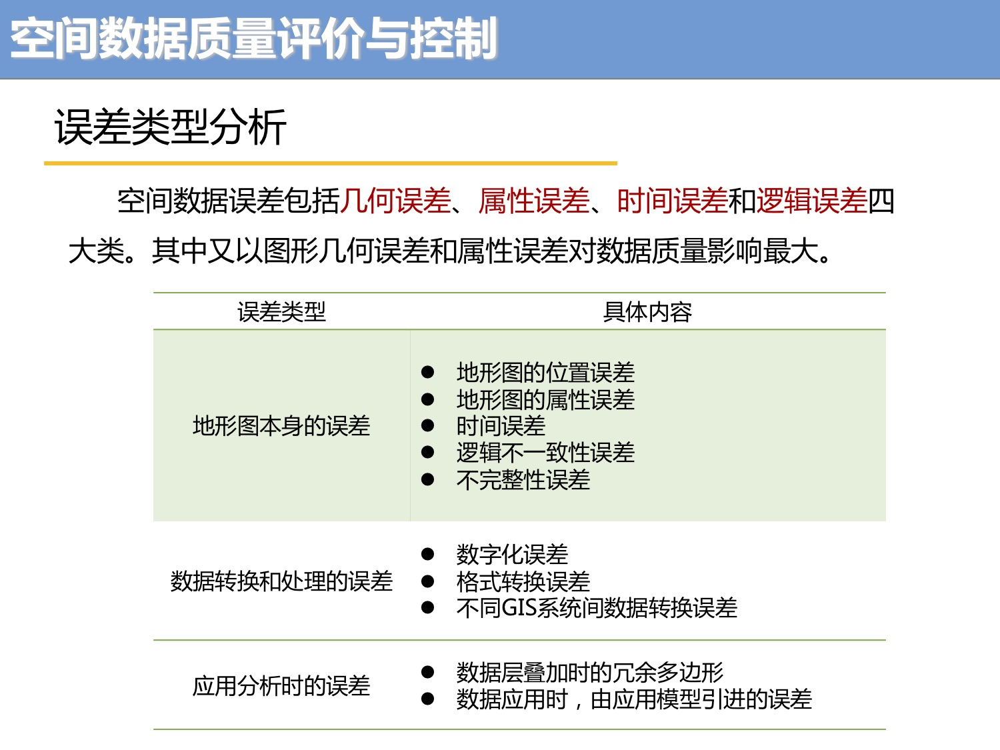 空间数据质量评价与控制
误差类型分析
空间数据误差包括几何误差、属性误差、时间误差和逻辑误差四
大类。其中又以图形几何误差和属性误差对数据质量影响最大。
误差类型 具体内容
地形图本身的误差
● 地形图的位置误差
● 地形图的属性误差
● 时间误差
● 逻辑不一致性误差
● 不完整性误差
数据转换和处理的误差
● 数字化误差
● 格式转换误差
● 不同GIS系统间数据转换误差
应用分析时的误差
● 数据层叠加时的冗余多边形
● 数据应用时，由应用模型引进的误差